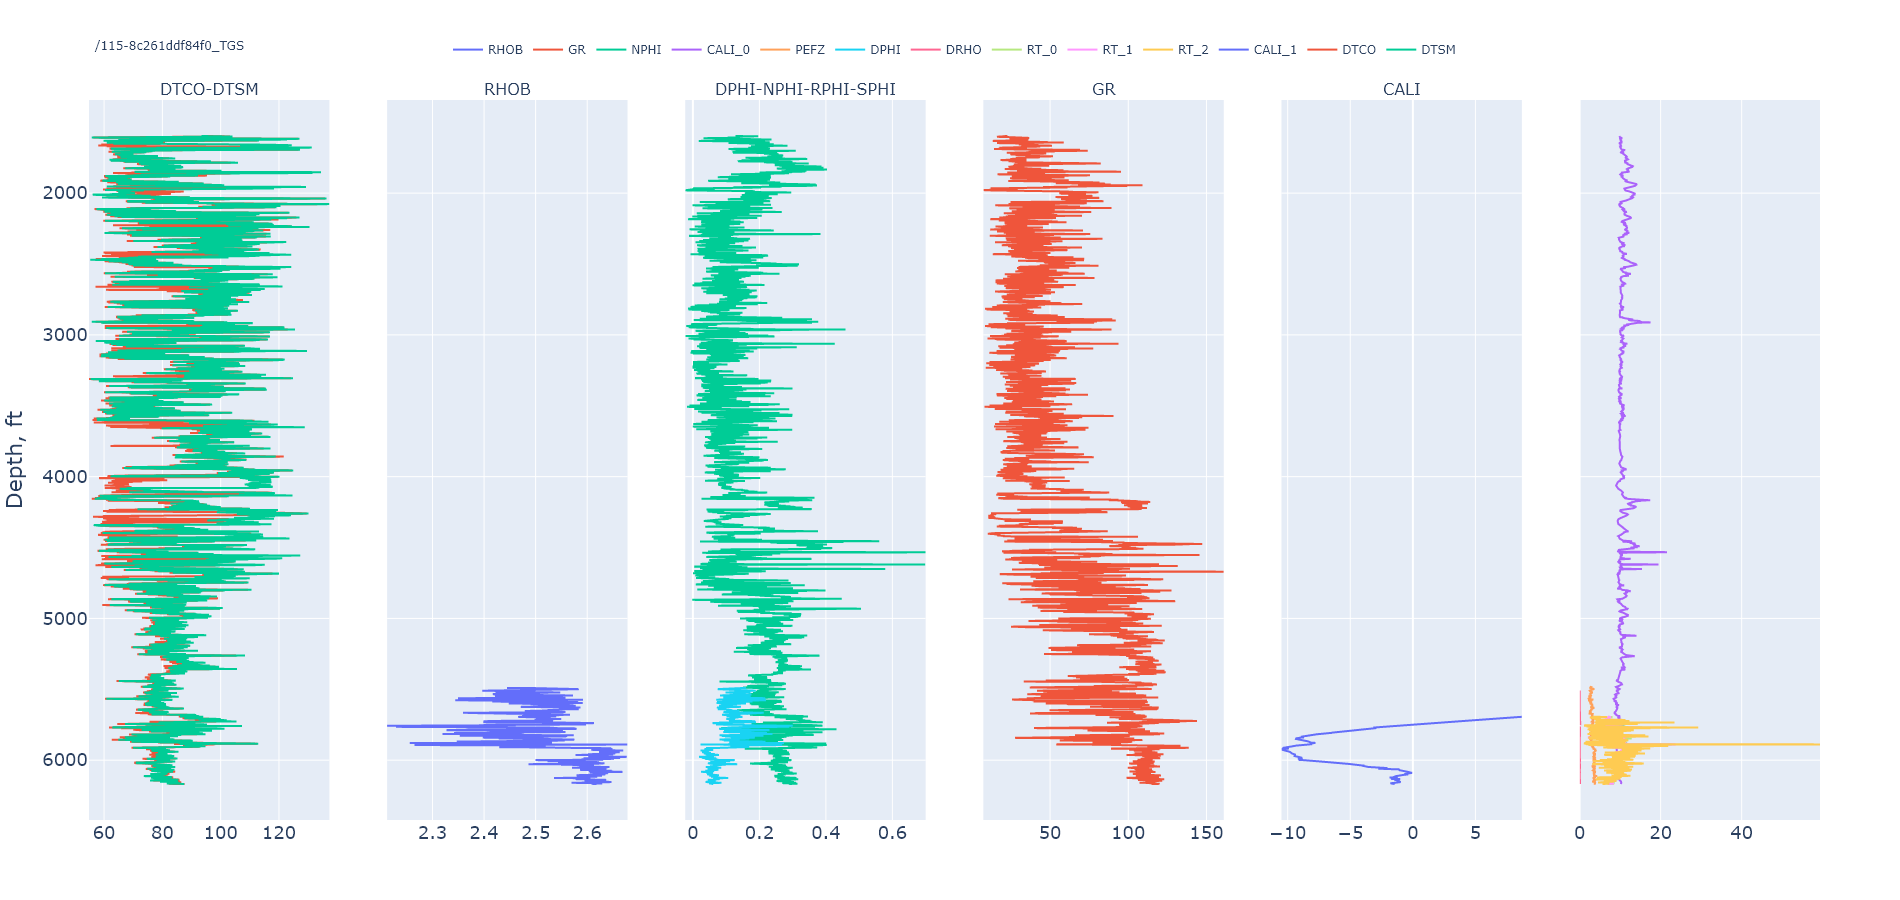 /115-8c261ddf84f0_TGS
RHOB GR NPHI CALI_0 PEFZ DPHI DRHO RT_0 RT_1 RT_2 CALI_1 DTCO DTSM
DTCO-DTSM RHOB DPHI-NPHI-RPHI-SPHI GR CALI
Depth, ft
2000
3000
4000
5000
6000
60 80 100 120 2.3 2.4 2.5 2.6 0 0.2 0.4 0.6 50 100 150 −10 −5 0 5 0 20 40